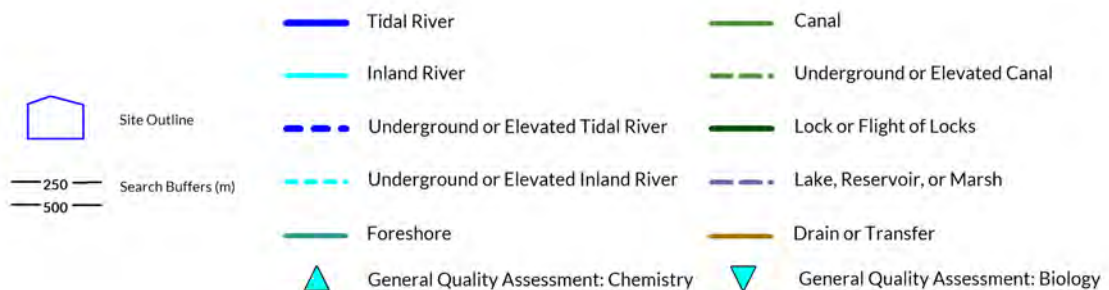 Tidal River
Canal
Inland River
Underground or Elevated Canal
Site Outline
Underground or Elevated Tidal River
Lock or Flight of Locks
250
Search Buffers (m)
500
Underground or Elevated Inland River
Lake, Reservoir, or Marsh
Foreshore
Drain or Transfer
General Quality Assessment: Chemistry
General Quality Assessment: Biology